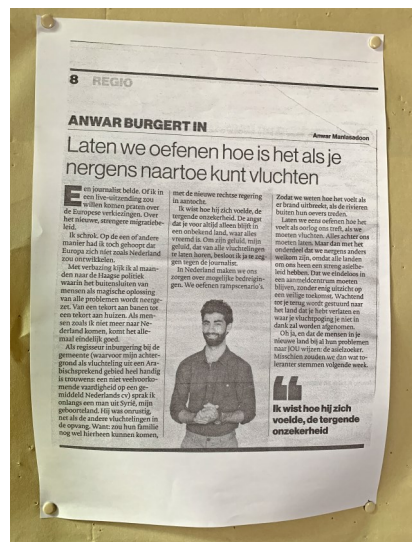 8 REGIO
ANWAR BURGERT IN
Anwar Manlasadoon
Laten we oefenen hoe is het als je
nergens naartoe kunt vluchten
Een journalist belde. Of ik in
een live-uitzending zou
willen komen praten over
de Europese verkiezingen. Over
het nieuwe, strengere migratiebe-
leid.
Ik schrok. Op de een of andere
manier had ik toch gehoopt dat
Europa zich niet zoals Nederland
zou ontwikkelen.
Met verbazing kijk ik al maan-
den naar de Haagse politiek
waarin het buitensluiten van
mensen als magische oplossing
van alle problemen wordt neerge-
zet. Van een tekort aan banen tot
een tekort aan huizen. Als men-
sen zoals ik niet meer naar Ne-
derland komen, komt het alle-
maal eindelijk goed.
Als regisseur inburgering bij de
gemeente (waarvoor mijn achter-
grond als vluchteling uit een Ara-
bischsprekend gebied heel handig
is trouwens: een niet veelvoorko-
mende vaardigheid op een ge-
middeld Nederlands cv) sprak ik
onlangs een man uit Syrië, mijn
geboorteland. Hij was onrustig,
net als de andere vluchtelingen in
de opvang. Want: zou hun familie
nog wel hierheen kunnen komen,
met de nieuwe rechtse regering
in aantocht.
Ik wist hoe hij zich voelde, de
tergende onzekerheid. De angst
dat je voor altijd alleen blijft in
een onbekend land, waar alles
vreemd is. Om zijn geluid, mijn
geluid, dat van alle vluchtelingen
te laten horen, besloot ik ja te zeg-
gen tegen de journalist.
In Nederland maken we ons
zorgen over mogelijke bedreigin-
gen. We oefenen rampscenario's.
Zodat we weten hoe het voelt als
er brand uitbreekt, als de rivieren
buiten hun oevers treden.
Laten we eens oefenen hoe het
voelt als oorlog ons treft, als we
moeten vluchten. Alles achter ons
moeten laten. Maar dan met het
onderdeel dat we nergens anders
welkom zijn, omdat alle landen
om ons heen een streng asielbe-
leid hebben. Dat we eindeloos in
een aanmeldcentrum moeten
blijven, zonder enig uitzicht op
een veilige toekomst. Wachtend
tot je terug wordt gestuurd naar
het land dat je hebt verlaten en
waar je vluchtpoging je niet in
dank zal worden afgenomen.
Oh ja, en dat de mensen in je
nieuwe land bij al hun problemen
naar JOU wijzen: de asielzoeker.
Misschien zouden we dan wat to-
leranter stemmen volgende week.
“
Ik wist hoe hij zich
voelde, de tergende
onzekerheid